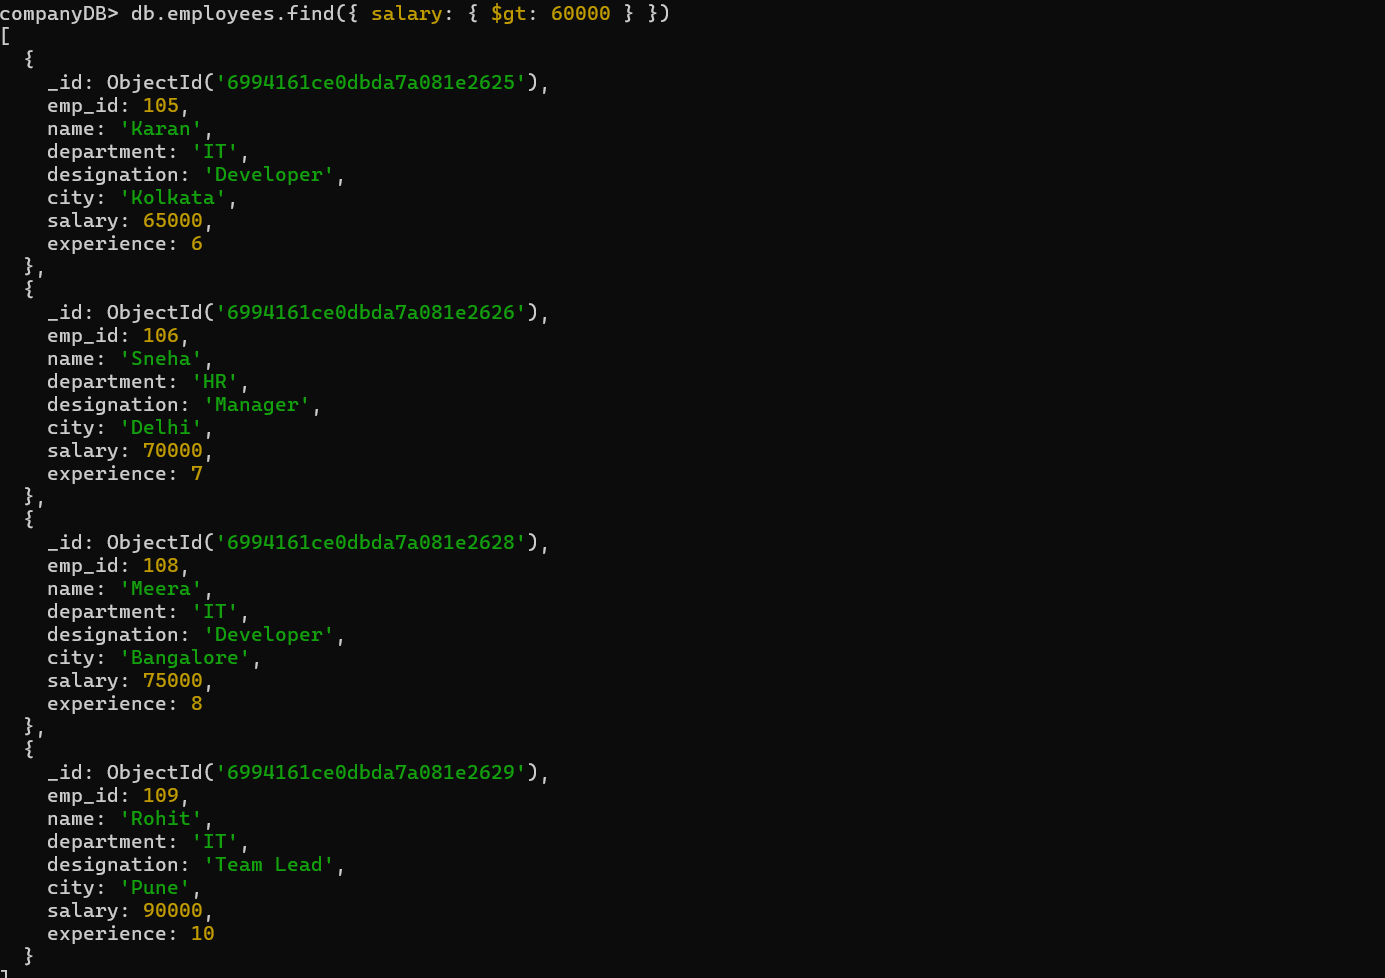 companyDB> db.employees.find({ salary: { $gt: 60000 } })
[
  {
    _id: ObjectId('6994161ce0dbda7a081e2625'),
    emp_id: 105,
    name: 'Karan',
    department: 'IT',
    designation: 'Developer',
    city: 'Kolkata',
    salary: 65000,
    experience: 6
  },
  {
    _id: ObjectId('6994161ce0dbda7a081e2626'),
    emp_id: 106,
    name: 'Sneha',
    department: 'HR',
    designation: 'Manager',
    city: 'Delhi',
    salary: 70000,
    experience: 7
  },
  {
    _id: ObjectId('6994161ce0dbda7a081e2628'),
    emp_id: 108,
    name: 'Meera',
    department: 'IT',
    designation: 'Developer',
    city: 'Bangalore',
    salary: 75000,
    experience: 8
  },
  {
    _id: ObjectId('6994161ce0dbda7a081e2629'),
    emp_id: 109,
    name: 'Rohit',
    department: 'IT',
    designation: 'Team Lead',
    city: 'Pune',
    salary: 90000,
    experience: 10
  }
]